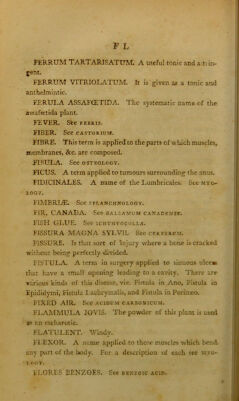 F L
FERRUM TARTARISATUM. A useful tonic and astrin-
gent.
FERRUM VITRIOLATUM. It is given as a tonic and
anthelmintic.
FERULA ASSAFŒTIDA. The systematic name of the
assafœtida plant.
FEVER. See FEBRIS.
FIBER. See CASTORIUM.
FIBRE. This term is applied to the parts of which muscles,
membranes, &c. are composed.
FIBULA. See OSTEOLOGY.
FICUS. A term applied to tumours surrounding the anus.
FIDICINALES. A name of the Lumbricales. See MYO-
LOGY.
FIMBRIÆ. See SPLANCHNOLOGY.
FIR, CANADA. See BALSAMUM CANADENSE.
FISH GLUE. See ICHTHYOCOLLA.
FISSURA MAGNA SYLVII. See CEREBRUM.
FISSURE. Is that sort of injury where a bone is cracked
without being perfectly divided.
FISTULA. A term in surgery applied to sinuous ulcers
that have a small opening leading to a cavity. There are
various kinds of this disease, viz. Fistula in Ano, Fistula in
Epididymi, Fistula Lachrymalis, and Fistula in Perinæo.
FIXED AIR. See ACIDUM CARBONICUM.
FLAMMULA JOVIS. The powder of this plant is used
as an escharotic.
FLATULENT. Windy.
FLEXOR. A name applied to those muscles which bend
any part of the body. For a description of each see MYO-
LOGY.
FLORES BENZOES. See BENZOIC ACID.